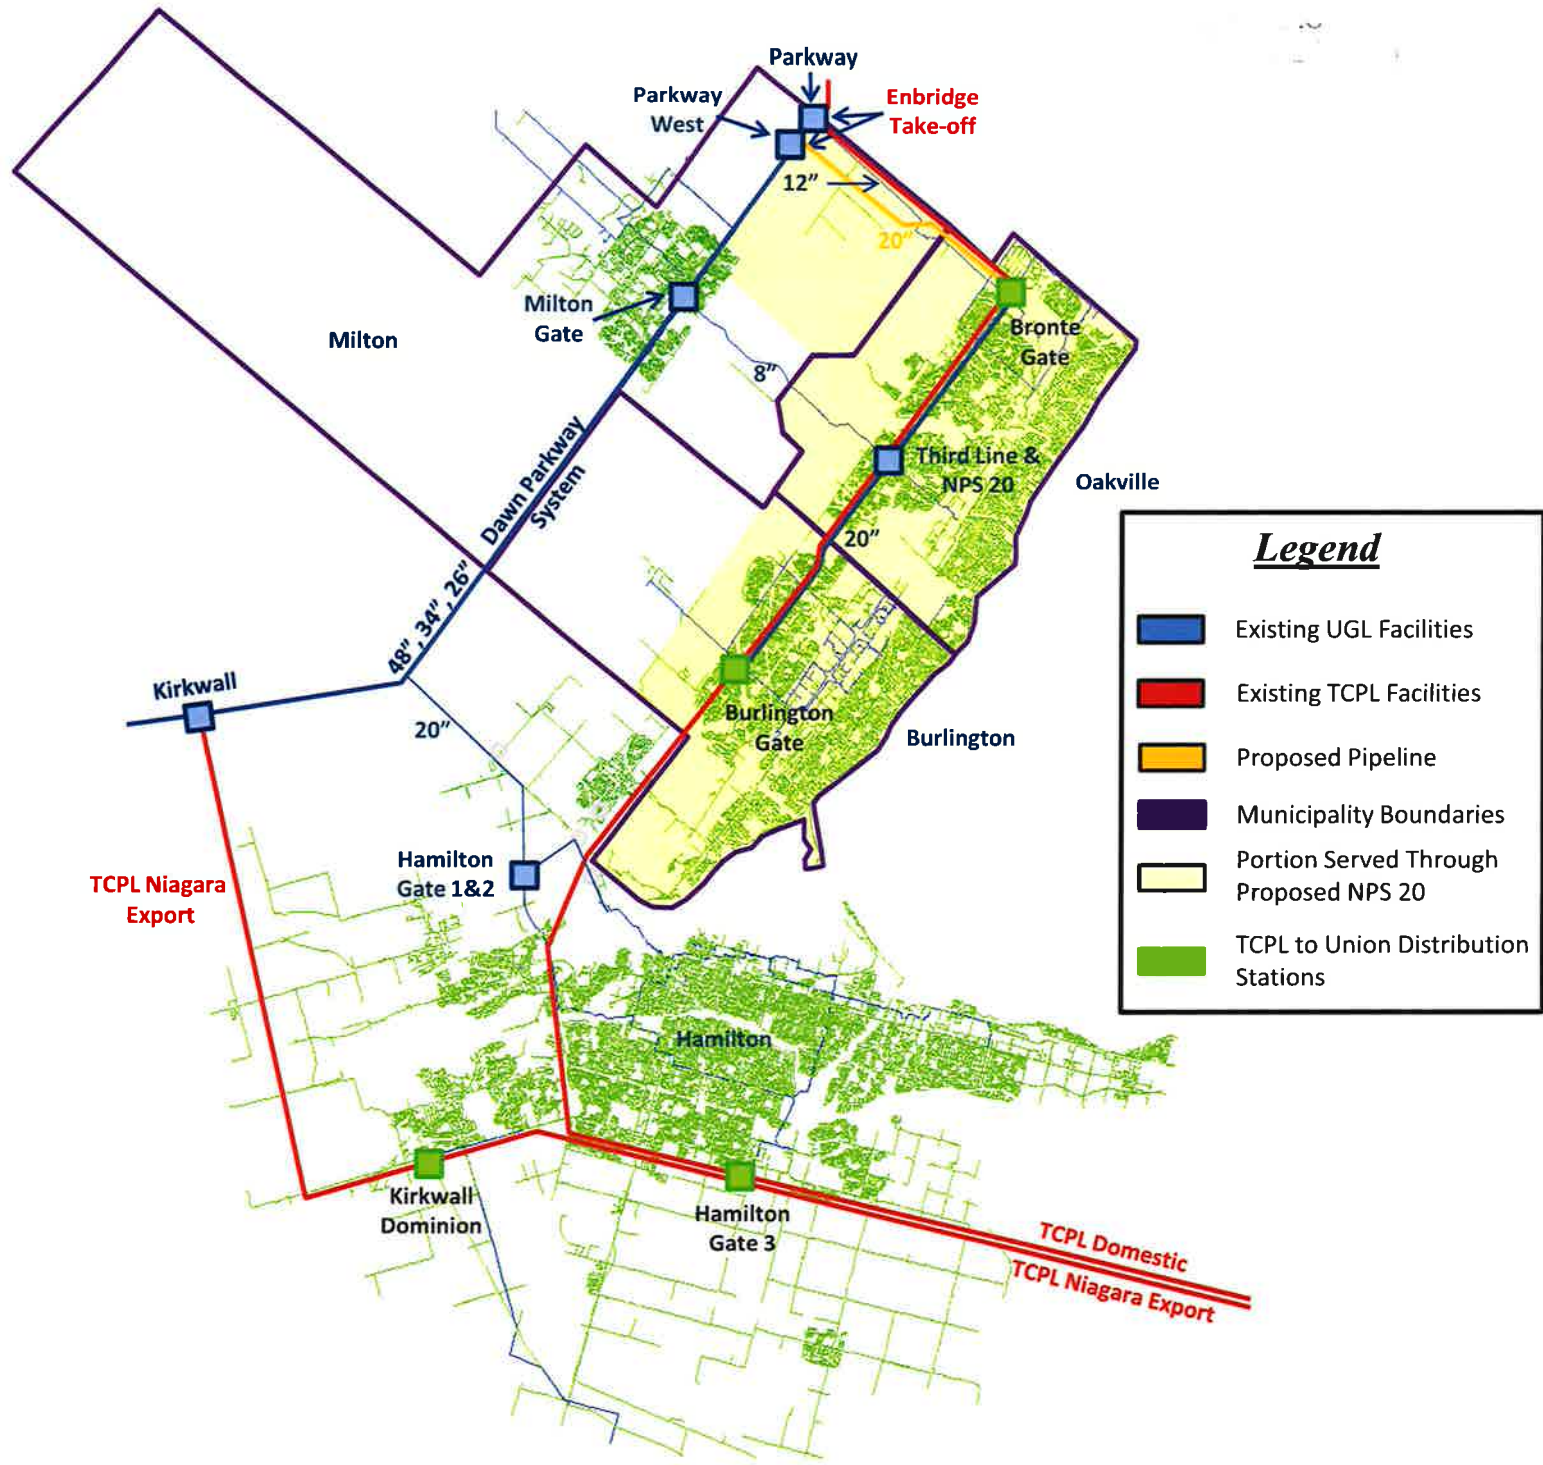 Parkway
Parkway
West
Enbridge
Take-off
12”
20”
Milton
Gate
Bronte
Gate
Milton
8”
Third Line &
NPS 20
Oakville
Dawn Parkway
System
20”
48”, 34”, 26”
Kirkwall
20”
Burlington
Gate
Burlington
Hamilton
Gate 1&2
TCPL Niagara
Export
Hamilton
Kirkwall
Dominion
Hamilton
Gate 3
TCPL Domestic
TCPL Niagara Export
Legend
Existing UGL Facilities
Existing TCPL Facilities
Proposed Pipeline
Municipality Boundaries
Portion Served Through
Proposed NPS 20
TCPL to Union Distribution
Stations